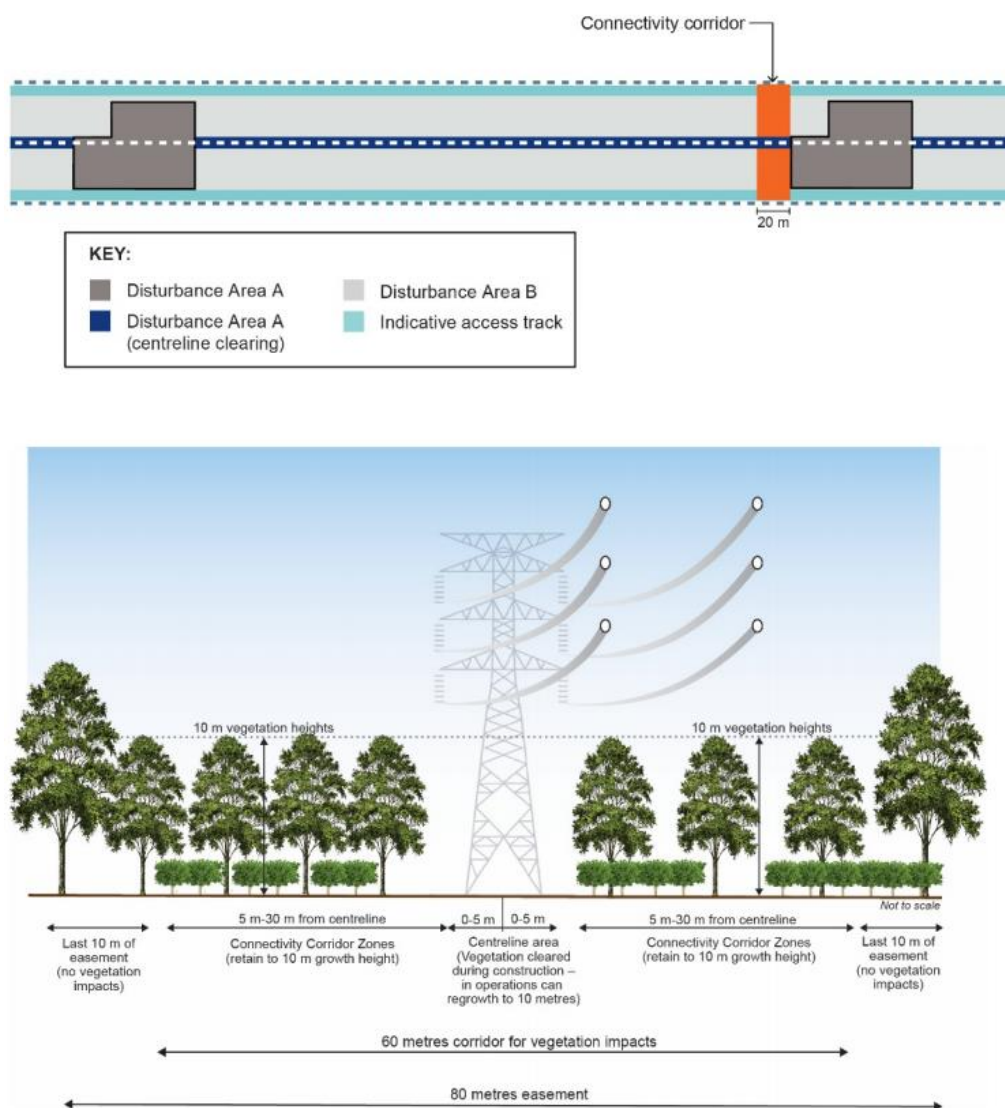 Connectivity corridor
20 m
KEY:
Disturbance Area A
Disturbance Area B
Disturbance Area A
(centreline clearing)
Indicative access track
10 m vegetation heights
10 m vegetation heights
Not to scale
5 m-30 m from centreline
0-5 m
0-5 m
5 m-30 m from centreline
Last 10 m of
easement
(no vegetation
impacts)
Connectivity Corridor Zones
(retain to 10 m growth height)
Centreline area
(Vegetation cleared
during construction –
in operations can
regrowth to 10 metres)
Connectivity Corridor Zones
(retain to 10 m growth height)
Last 10 m of
easement
(no vegetation
impacts)
60 metres corridor for vegetation impacts
80 metres easement